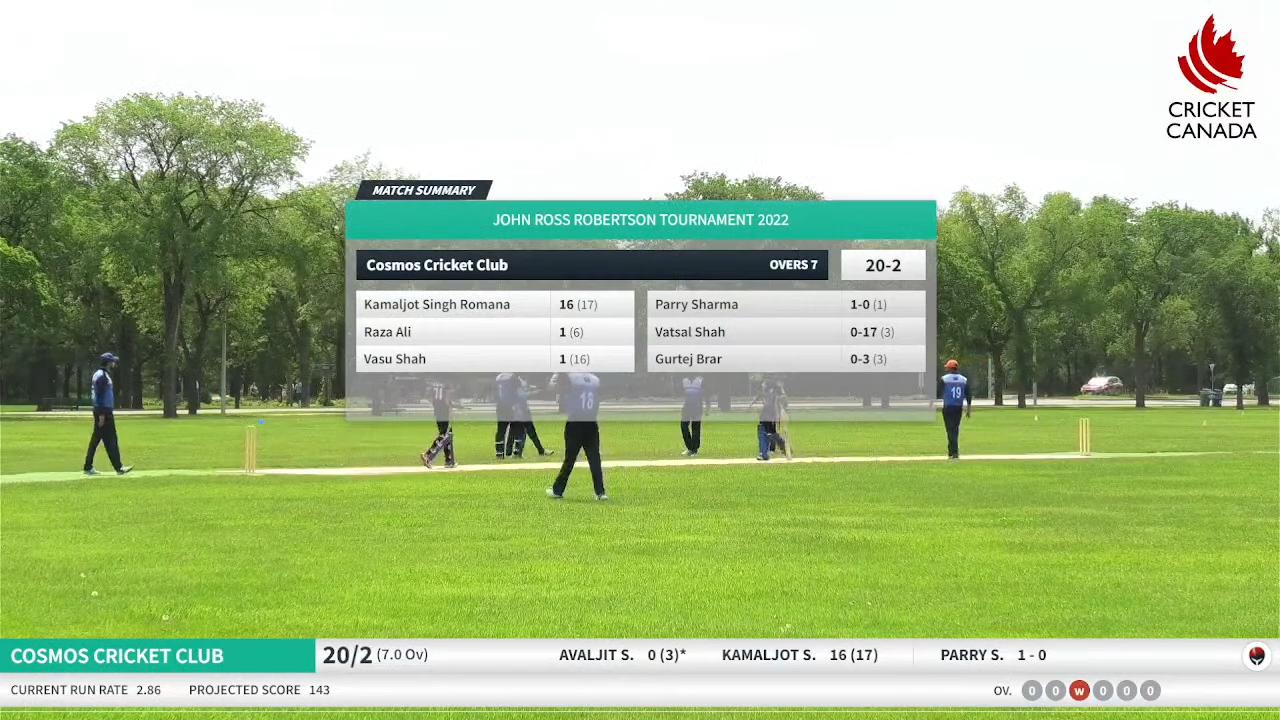 CRICKET
CANADA
MATCH SUMMARY
JOHN ROSS ROBERTSON TOURNAMENT 2022
Cosmos Cricket Club OVERS 7 20-2
Kamaljot Singh Romana 16 (17) Parry Sharma 1-0 (1)
Raza Ali 1 (6) Vatsal Shah 0-17 (3)
Vasu Shah 1 (16) Gurtej Brar 0-3 (3)
18
19
COSMOS CRICKET CLUB 20/2 (7.0 Ov) AVALJIT S. 0 (3)* KAMALJOT S. 16 (17) PARRY S. 1 - 0
CURRENT RUN RATE 2.86 PROJECTED SCORE 143 OV. 0 0 W 0 0 0